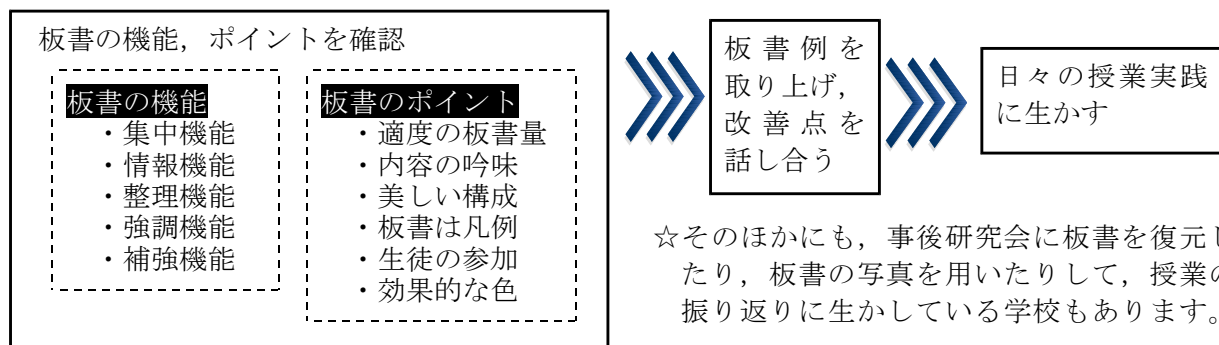 板書の機能，ポイントを確認
板書の機能
・集中機能
・情報機能
・整理機能
・強調機能
・補強機能
板書のポイント
・適度の板書量
・内容の吟味
・美しい構成
・板書は凡例
・生徒の参加
・効果的な色
板書例を
取り上げ，
改善点を
話し合う
日々の授業実践
に生かす
☆そのほかにも，事後研究会に板書を復元し
たり，板書の写真を用いたりして，授業の
振り返りに生かしている学校もあります。